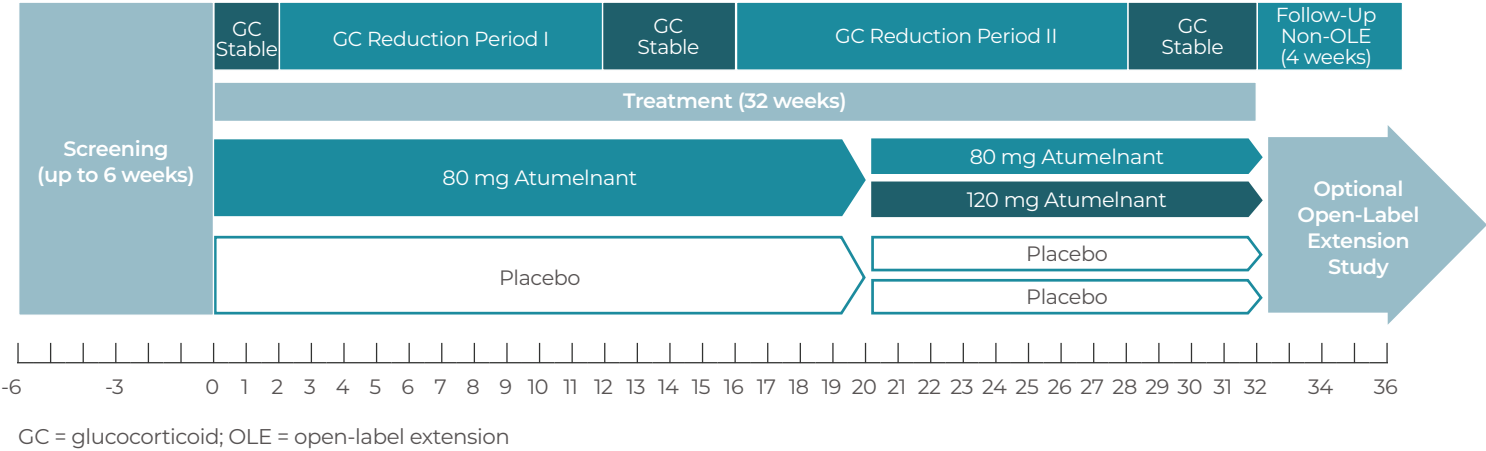 GC
Stable
GC Reduction Period I
GC
Stable
GC Reduction Period II
GC
Stable
Follow-Up
Non-OLE
(4 weeks)
Treatment (32 weeks)
Screening
(up to 6 weeks)
80 mg Atumelnant
80 mg Atumelnant
120 mg Atumelnant
Placebo
Placebo
Placebo
Optional
Open-Label
Extension
Study
-6 -3 0 1 2 3 4 5 6 7 8 9 10 11 12 13 14 15 16 17 18 19 20 21 22 23 24 25 26 27 28 29 30 31 32 34 36
GC = glucocorticoid; OLE = open-label extension